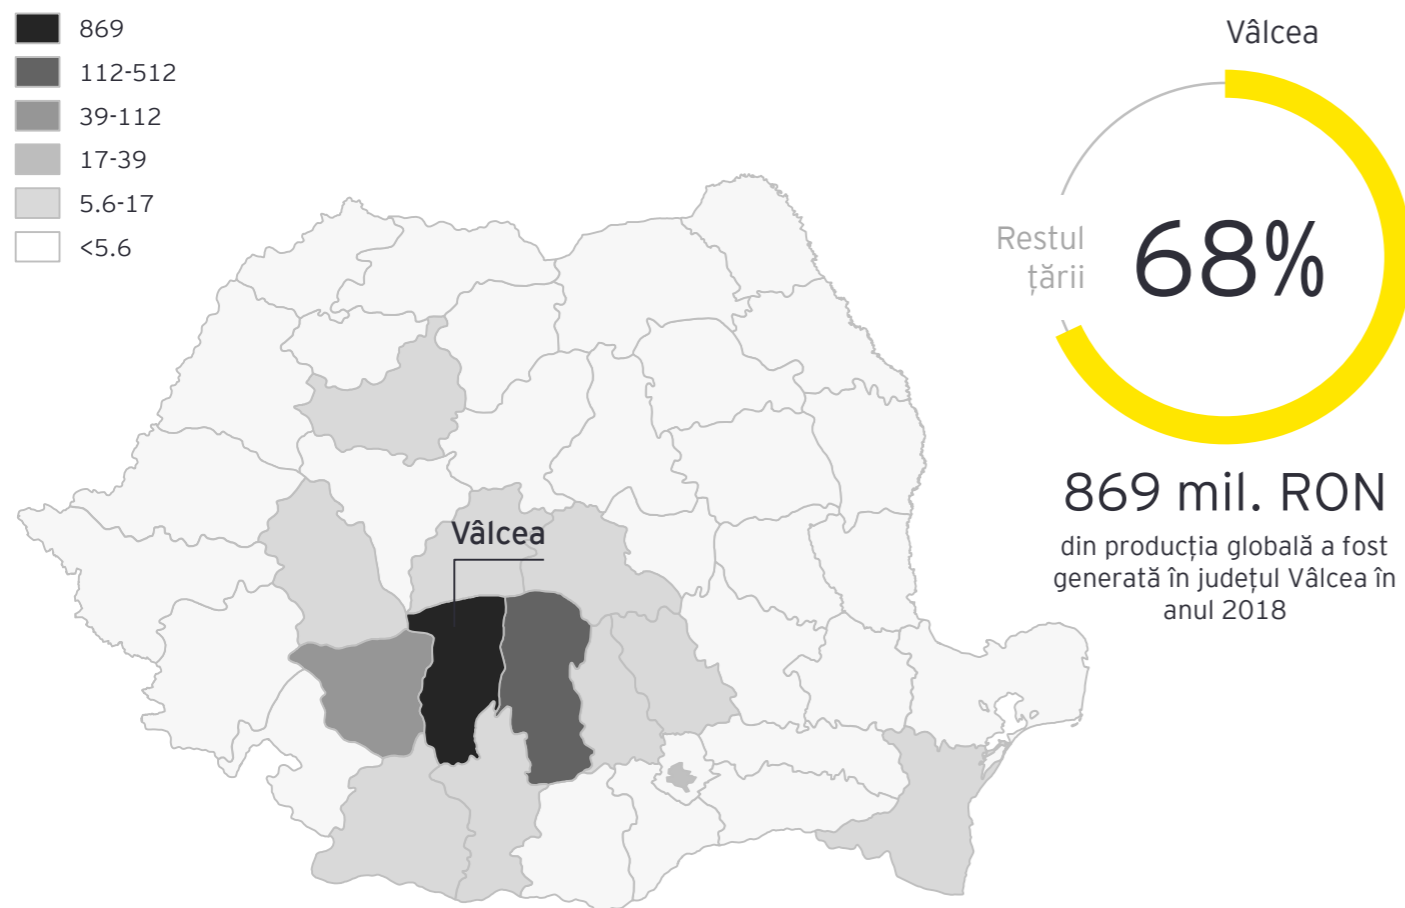 869
112-512
39-112
17-39
5.6-17
<5.6
Vâlcea
Vâlcea
Restul
țării
68%
869 mil. RON
din producția globală a fost
generată în județul Vâlcea în
anul 2018